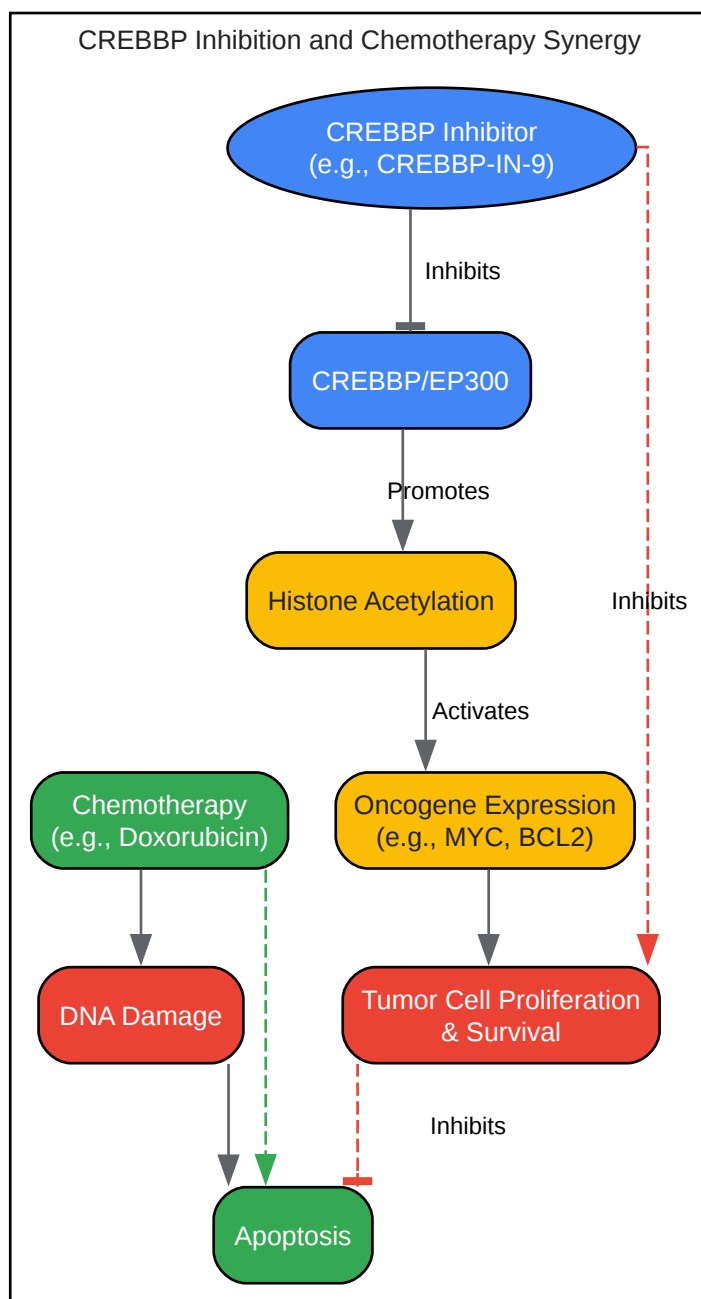 CREBBP Inhibition and Chemotherapy Synergy
CREBBP Inhibitor
(e.g., CREBBP-IN-9)
Inhibits
CREBBP/EP300
Promotes
Histone Acetylation
Inhibits
Activates
Chemotherapy
(e.g., Doxorubicin)
Oncogene Expression
(e.g., MYC, BCL2)
DNA Damage
Tumor Cell Proliferation
& Survival
Inhibits
Apoptosis